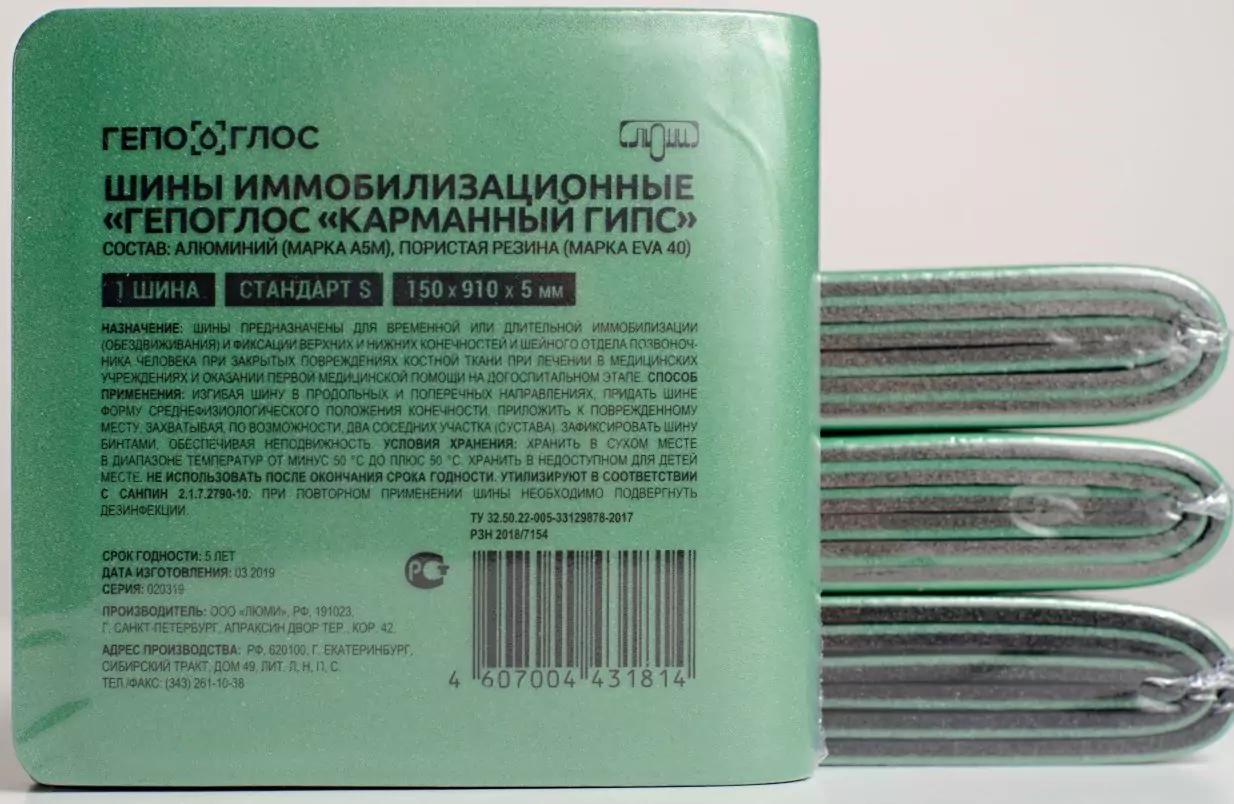 ГЕПО ГЛОС
ЛЮМИ
ШИНЫ ИММОБИЛИЗАЦИОННЫЕ
«ГЕПОГЛОС «КАРМАННЫЙ ГИПС»
СОСТАВ: АЛЮМИНИЙ (МАРКА А5М), ПОРИСТАЯ РЕЗИНА (МАРКА EVA 40)
1 ШИНА СТАНДАРТ S 150 х 910 х 5 мм
НАЗНАЧЕНИЕ: ШИНЫ ПРЕДНАЗНАЧЕНЫ ДЛЯ ВРЕМЕННОЙ ИЛИ ДЛИТЕЛЬНОЙ ИММОБИЛИЗАЦИИ
(ОБЕЗДВИЖИВАНИЯ) И ФИКСАЦИИ ВЕРХНИХ И НИЖНИХ КОНЕЧНОСТЕЙ И ШЕЙНОГО ОТДЕЛА ПОЗВОНОЧ-
НИКА ЧЕЛОВЕКА ПРИ ЗАКРЫТЫХ ПОВРЕЖДЕНИЯХ КОСТНОЙ ТКАНИ ПРИ ЛЕЧЕНИИ В МЕДИЦИНСКИХ
УЧРЕЖДЕНИЯХ И ОКАЗАНИИ ПЕРВОЙ МЕДИЦИНСКОЙ ПОМОЩИ НА ДОГОСПИТАЛЬНОМ ЭТАПЕ. СПОСОБ
ПРИМЕНЕНИЯ: ИЗГИБАЯ ШИНУ В ПРОДОЛЬНЫХ И ПОПЕРЕЧНЫХ НАПРАВЛЕНИЯХ, ПРИДАТЬ ШИНЕ
ФОРМУ СРЕДНЕФИЗИОЛОГИЧЕСКОГО ПОЛОЖЕНИЯ КОНЕЧНОСТИ, ПРИЛОЖИТЬ К ПОВРЕЖДЕННОМУ
МЕСТУ, ЗАХВАТЫВАЯ, ПО ВОЗМОЖНОСТИ, ДВА СОСЕДНИХ УЧАСТКА (СУСТАВА). ЗАФИКСИРОВАТЬ ШИНУ
БИНТАМИ, ОБЕСПЕЧИВАЯ НЕПОДВИЖНОСТЬ. УСЛОВИЯ ХРАНЕНИЯ: ХРАНИТЬ В СУХОМ МЕСТЕ
В ДИАПАЗОНЕ ТЕМПЕРАТУР ОТ МИНУС 50 °С ДО ПЛЮС 50 °С. ХРАНИТЬ В НЕДОСТУПНОМ ДЛЯ ДЕТЕЙ
МЕСТЕ. НЕ ИСПОЛЬЗОВАТЬ ПОСЛЕ ОКОНЧАНИЯ СРОКА ГОДНОСТИ. УТИЛИЗИРУЮТ В СООТВЕТСТВИИ
С САНПИН 2.1.7.2790-10. ПРИ ПОВТОРНОМ ПРИМЕНЕНИИ ШИНЫ НЕОБХОДИМО ПОДВЕРГНУТЬ
ДЕЗИНФЕКЦИИ.
ТУ 32.50.22-005-33129878-2017
РЗН 2018/7154
СРОК ГОДНОСТИ: 5 ЛЕТ
ДАТА ИЗГОТОВЛЕНИЯ: 03.2019
СЕРИЯ: 020319
РСТ
ПРОИЗВОДИТЕЛЬ: ООО «ЛЮМИ», РФ, 191023,
Г. САНКТ-ПЕТЕРБУРГ, АПРАКСИН ДВОР ТЕР., КОР. 42.
АДРЕС ПРОИЗВОДСТВА: РФ, 620100, Г. ЕКАТЕРИНБУРГ,
СИБИРСКИЙ ТРАКТ, ДОМ 49, ЛИТ. Л, Н, П, С.
ТЕЛ./ФАКС: (343) 261-10-38
4 607004 431814